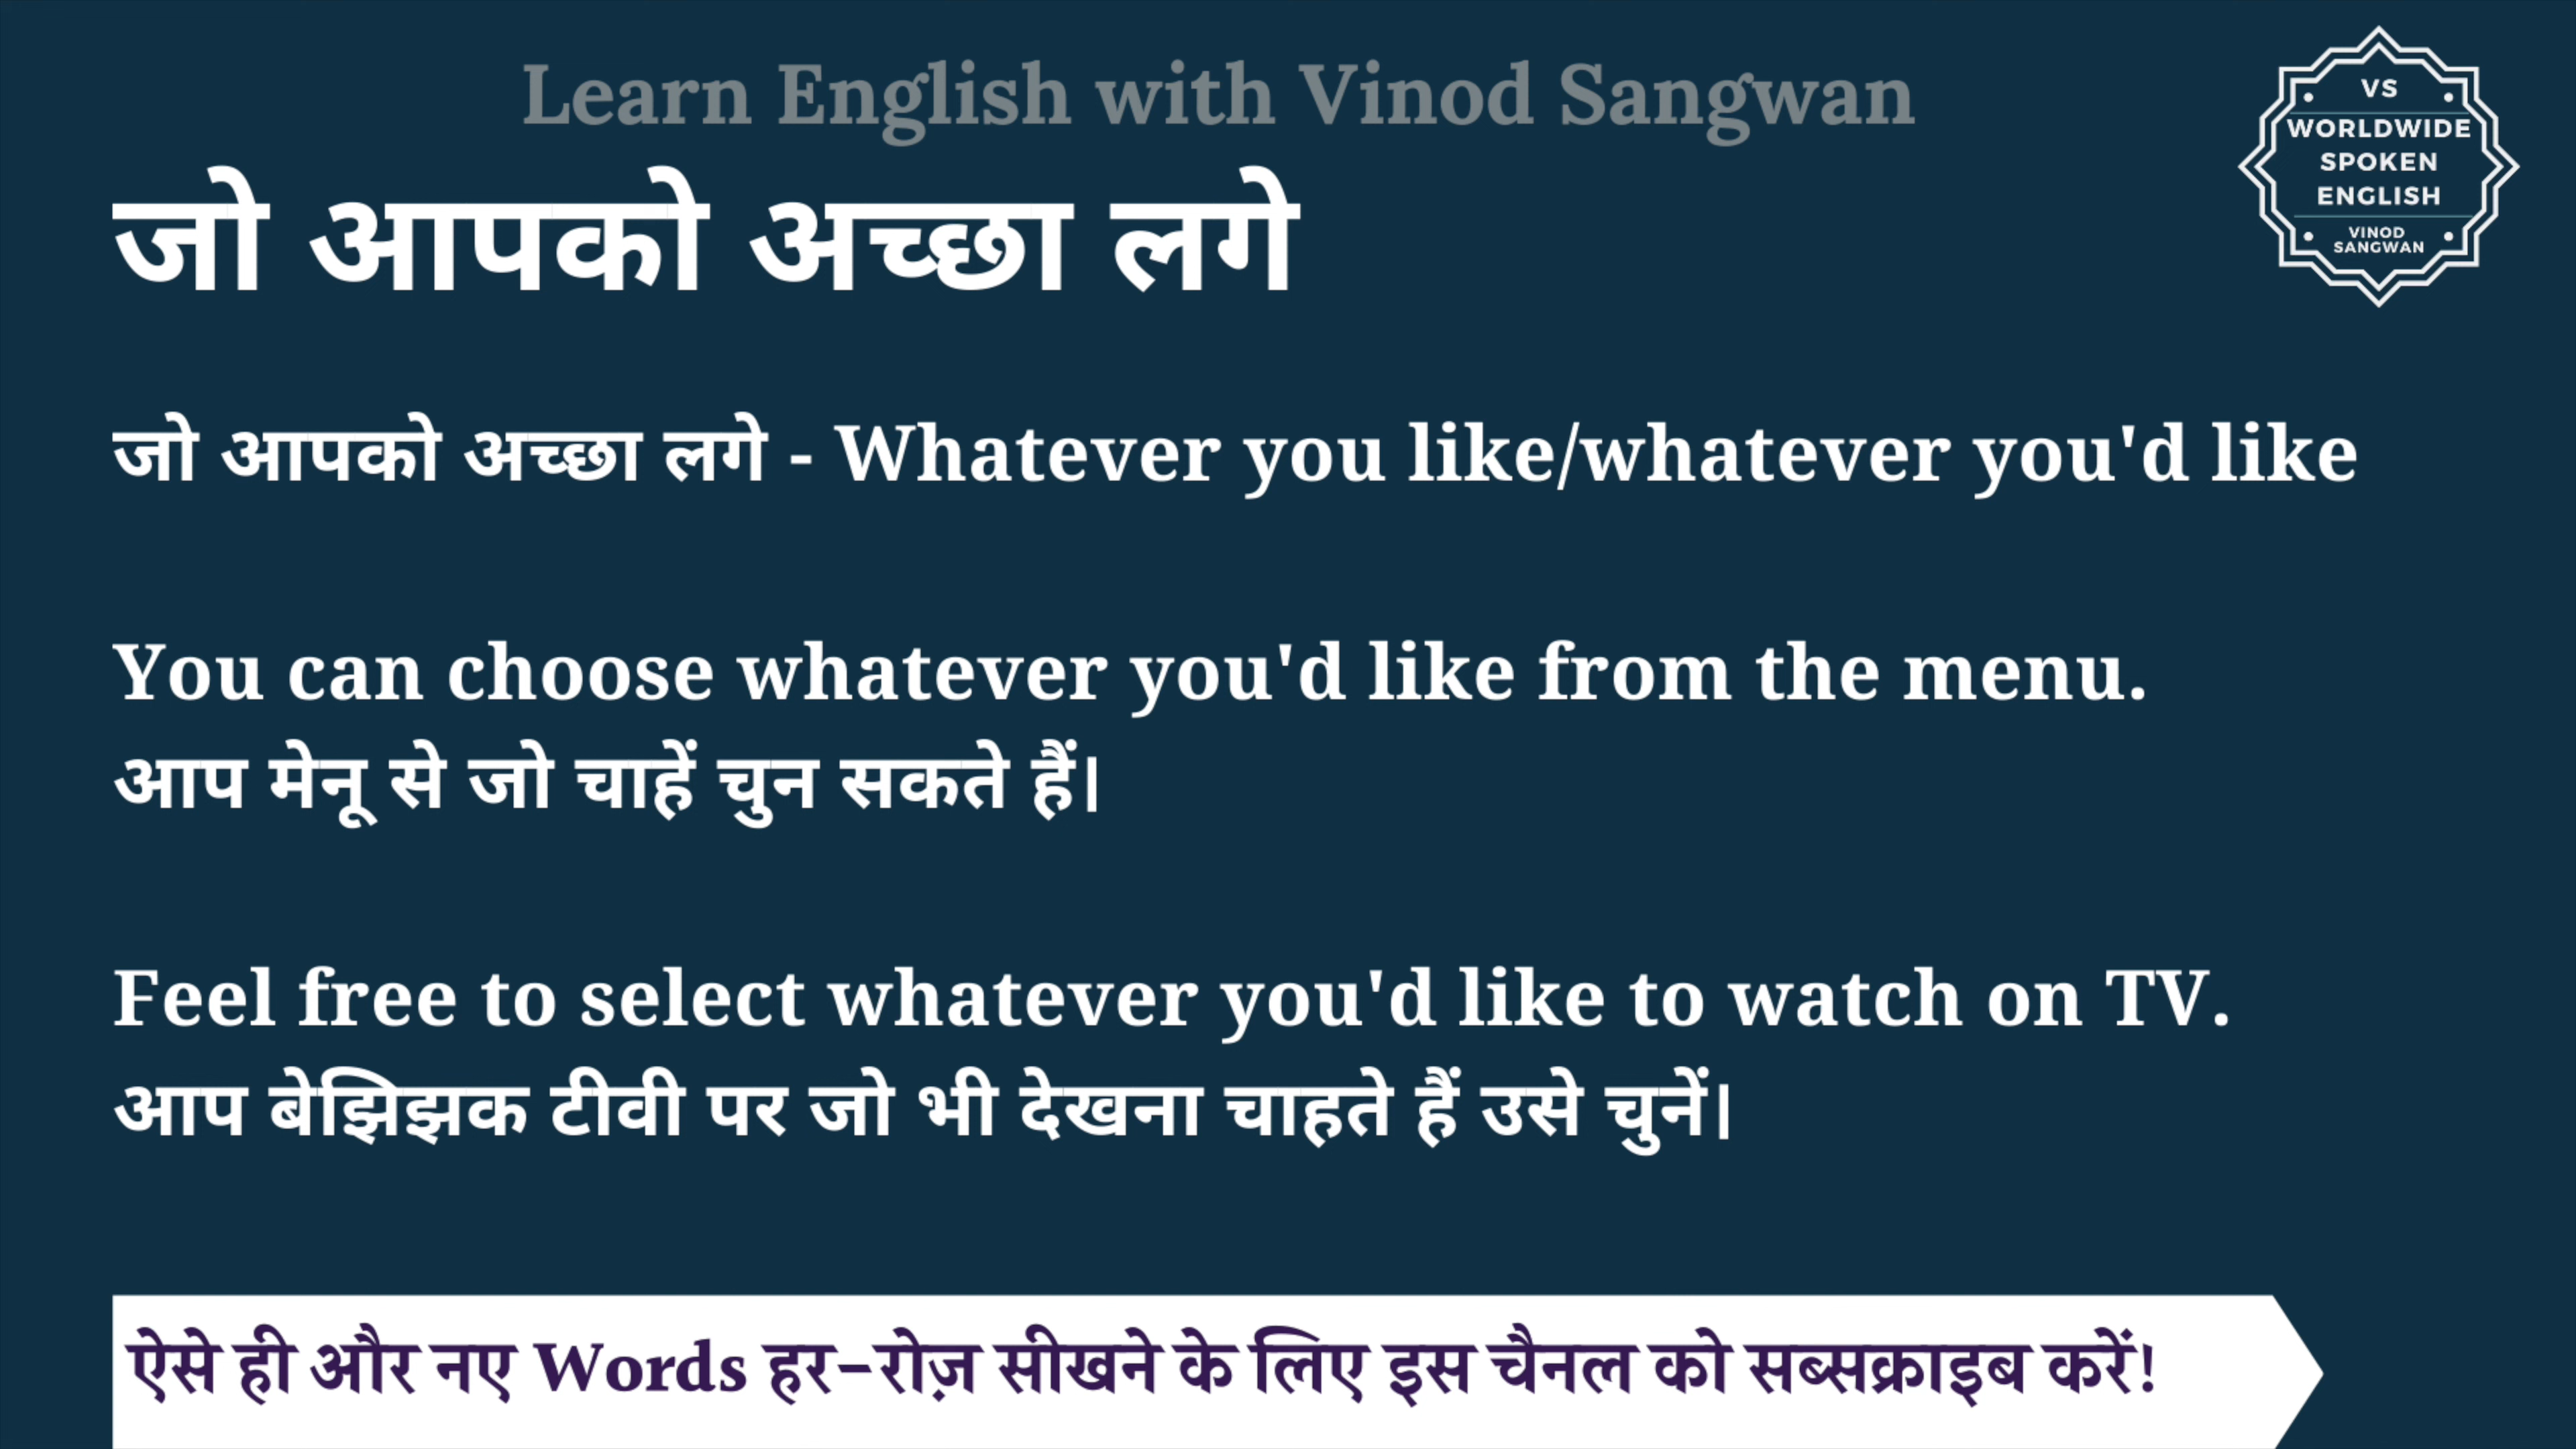 Learn English with Vinod Sangwan
VS
WORLDWIDE
SPOKEN
ENGLISH
VINOD
SANGWAN
जो आपको अच्छा लगे
जो आपको अच्छा लगे - Whatever you like/whatever you'd like
You can choose whatever you'd like from the menu.
आप मेनू से जो चाहें चुन सकते हैं।
Feel free to select whatever you'd like to watch on TV.
आप बेझिझक टीवी पर जो भी देखना चाहते हैं उसे चुनें।
ऐसे ही और नए Words हर-रोज़ सीखने के लिए इस चैनल को सब्सक्राइब करें!